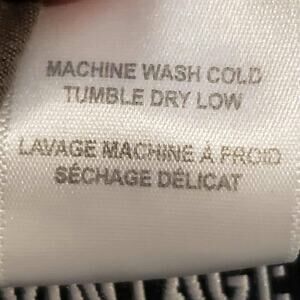 MACHINE WASH COLD
TUMBLE DRY LOW
LAVAGE MACHINE À FROID
SÉCHAGE DÉLICAT